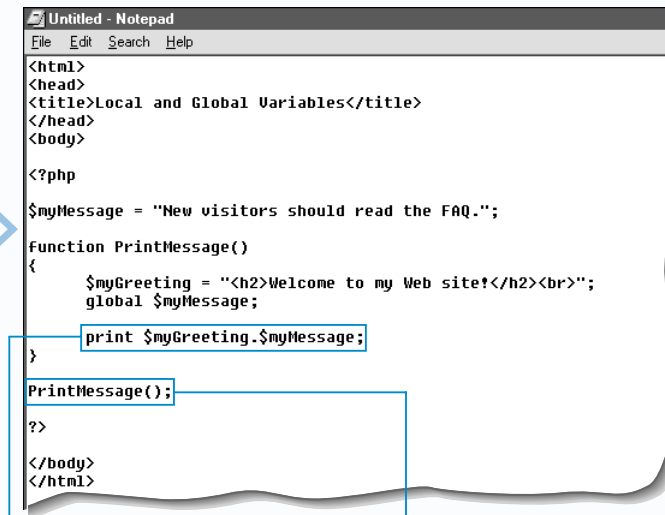 Untitled - Notepad
File Edit Search Help
<html>
<head>
<title>Local and Global Variables</title>
</head>
<body>
<?php
$myMessage = "New visitors should read the FAQ.";
function PrintMessage()
{
$myGreeting = "<h2>Welcome to my Web site!</h2><br>";
global $myMessage;
print $myGreeting.$myMessage;
}
PrintMessage();
?>
</body>
</html>